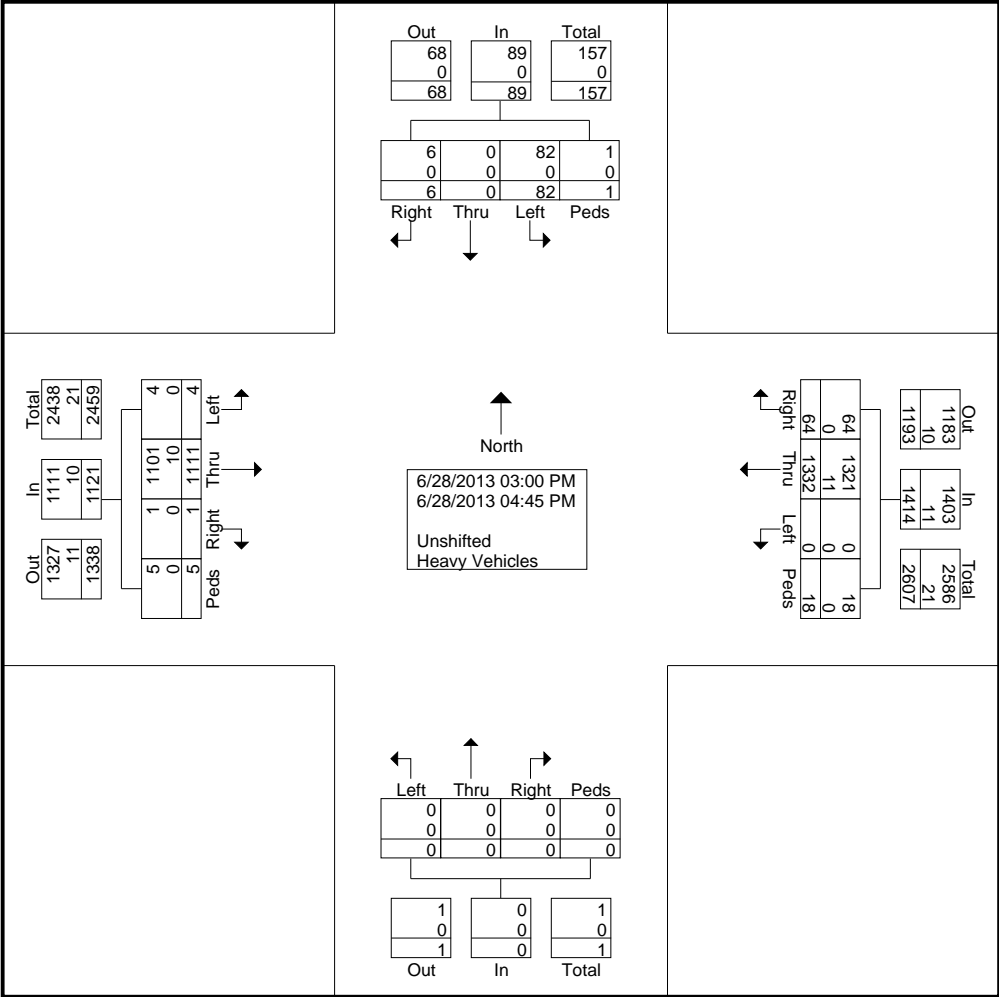 Out In Total
68 89 157
0 0 0
68 89 157
6 0 82 1
0 0 0 0
6 0 82 1
Right Thru Left Peds
Total
2438
21
2459
In
1111
10
1121
Out
1327
11
1338
4
0
4
Left
1101
10
1111
Thru
1
0
1
Right
5
0
5
Peds
North
6/28/2013 03:00 PM
6/28/2013 04:45 PM
Unshifted
Heavy Vehicles
Right
64
0
64
Thru
1332
11
1321
Left
0
0
0
Peds
18
0
18
Out
1183
10
1193
In
1403
11
1414
Total
2586
21
2607
Left Thru Right Peds
0 0 0 0
0 0 0 0
0 0 0 0
1 0 1
0 0 0
1 0 1
Out In Total